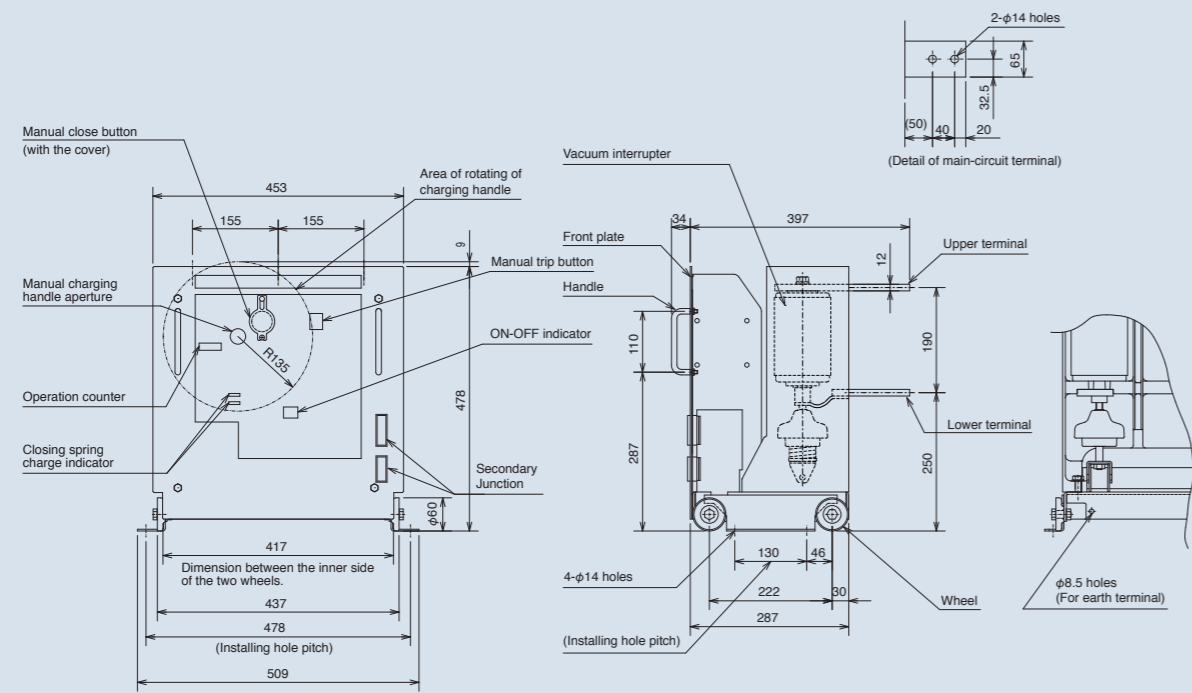 2-φ14 holes
65
32.5
(50)
40
20
(Detail of main-circuit terminal)
Manual close button
(with the cover)
Area of rotating of
charging handle
453
155
155
9
Manual trip button
Manual charging
handle aperture
ON-OFF indicator
R135
478
Operation counter
Closing spring
charge indicator
Secondary
Junction
φ60
417
Dimension between the inner side
of the two wheels.
437
478
(Installing hole pitch)
509
Vacuum interrupter
34
397
Front plate
Upper terminal
12
Handle
110
190
Lower terminal
287
250
130
46
4-φ14 holes
222
30
Wheel
287
(Installing hole pitch)
φ8.5 holes
(For earth terminal)